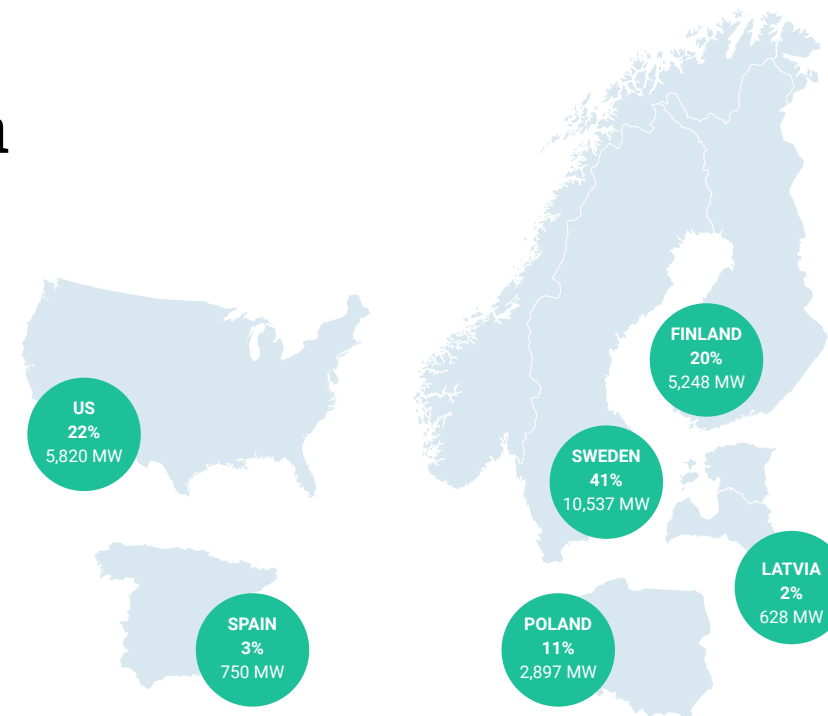 US
22%
5,820 MW
SPAIN
3%
750 MW
FINLAND
20%
5,248 MW
SWEDEN
41%
10,537 MW
LATVIA
2%
628 MW
POLAND
11%
2,897 MW